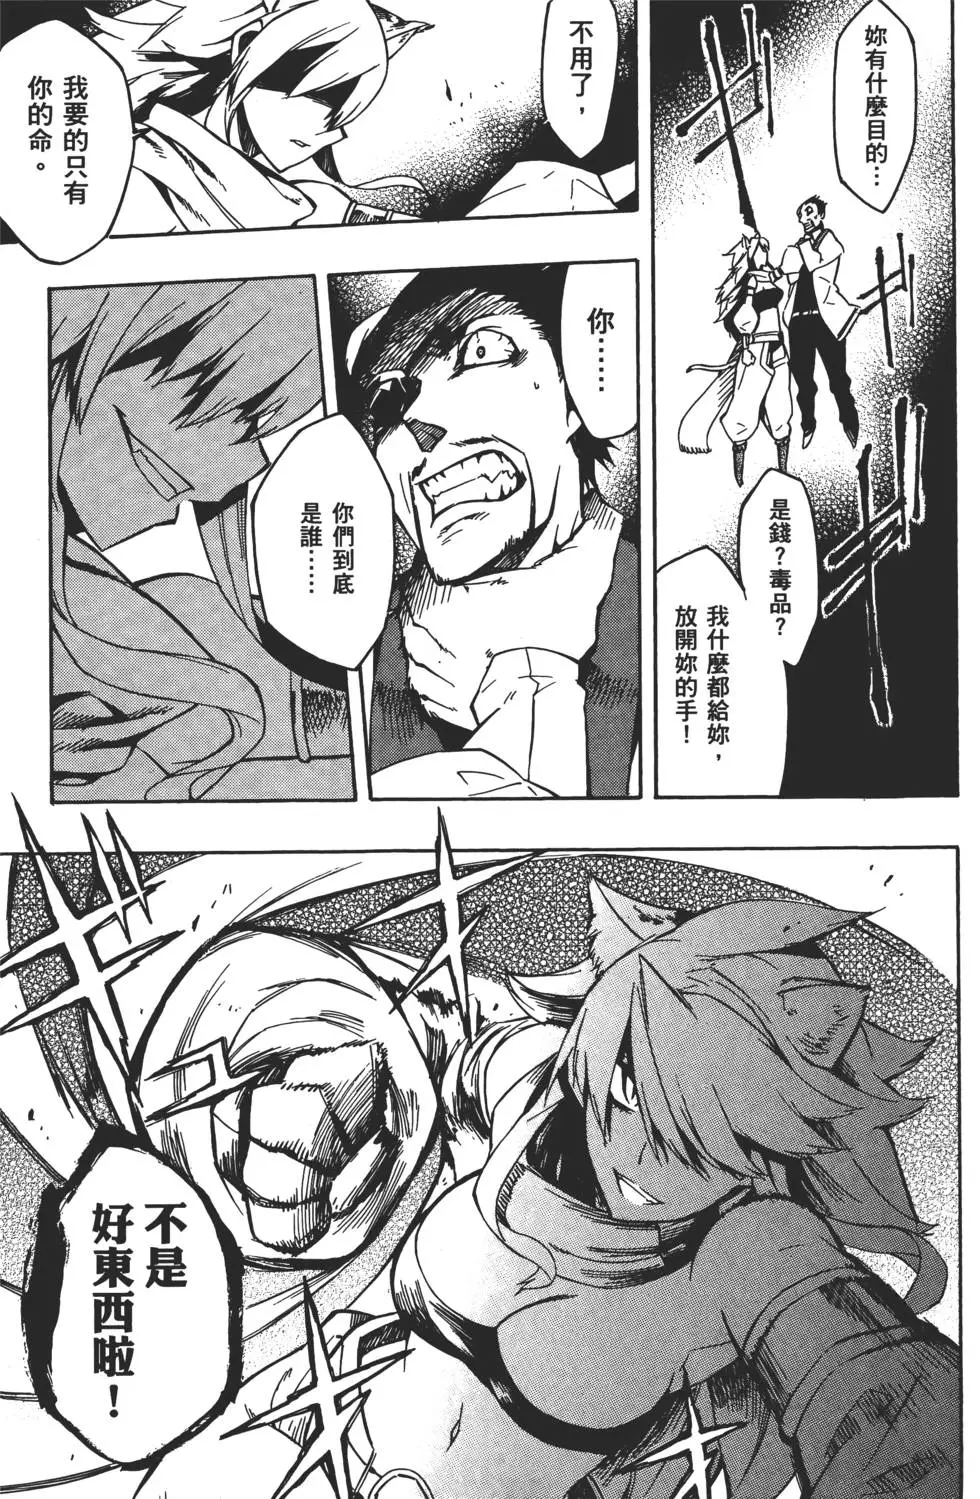 妳有什麼目的…
是錢？毒品？
我什麼都給妳，
放開妳的手！
不用了，
我要的只有
你的命。
你……
你們到底
是誰……
不是
好東西啦！